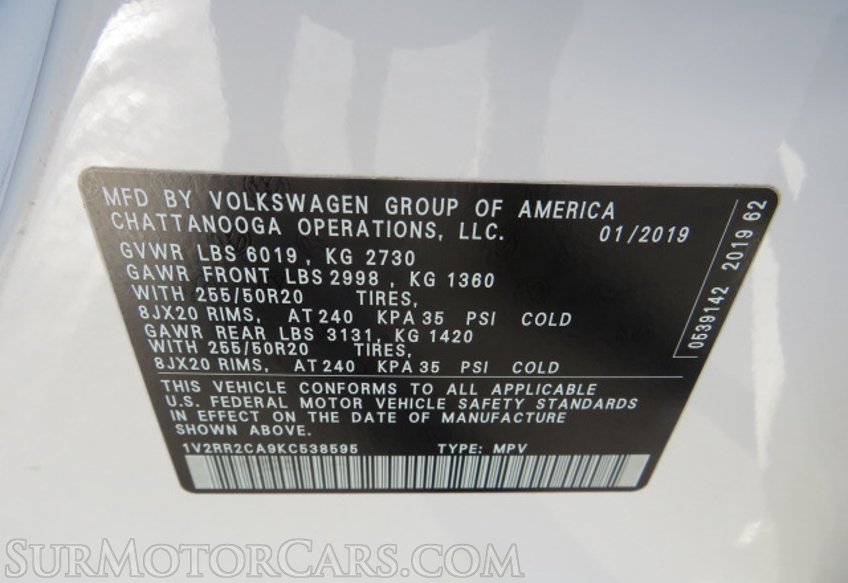 MFD BY VOLKSWAGEN GROUP OF AMERICA
CHATTANOOGA OPERATIONS, LLC. 01/2019
GVWR LBS 6019, KG 2730
GAWR FRONT LBS 2998, KG 1360
WITH 255/50R20 TIRES,
8JX20 RIMS, AT 240 KPA 35 PSI COLD
GAWR REAR LBS 3131, KG 1420
WITH 255/50R20 TIRES,
8JX20 RIMS, AT 240 KPA 35 PSI COLD
THIS VEHICLE CONFORMS TO ALL APPLICABLE
U.S. FEDERAL MOTOR VEHICLE SAFETY STANDARDS
IN EFFECT ON THE DATE OF MANUFACTURE
SHOWN ABOVE.
1V2RR2CA9KC538595 TYPE: MPV
0539142 2019 62
SURMOTORCARS.COM